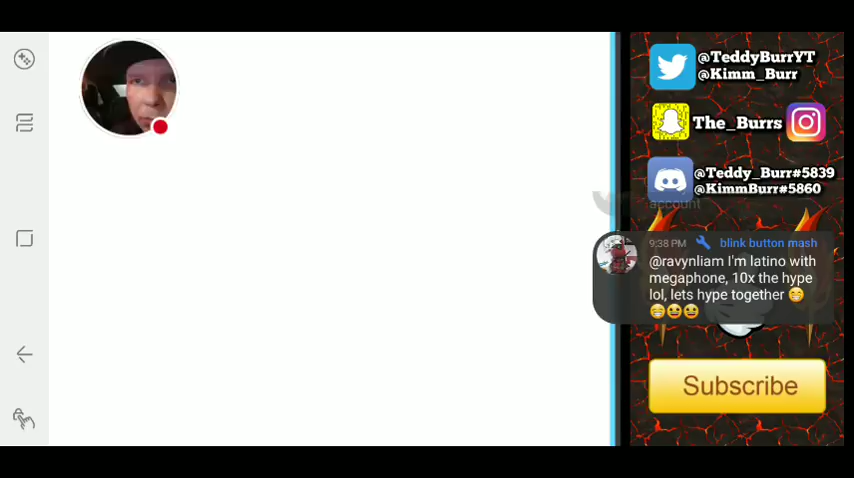 @TeddyBurrYT
@Kimm_Burr
The_Burrs
@Teddy_Burr#5839
@KimmBurr#5860
account
9:38 PM blink button mash
@ravynliam I'm latino with
megaphone, 10x the hype
lol, lets hype together 😁
😁😆😆
Subscribe